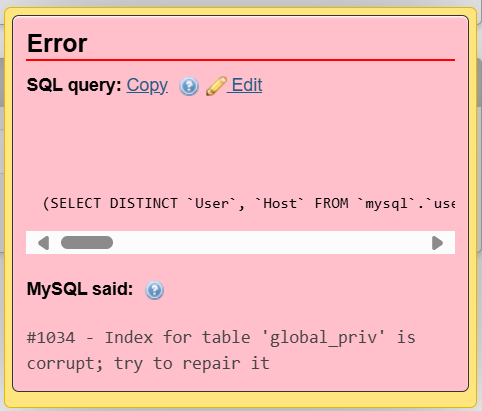 Error
SQL query: Copy Edit
(SELECT DISTINCT `User`, `Host` FROM `mysql`.`use
MySQL said:
#1034 - Index for table 'global_priv' is
corrupt; try to repair it